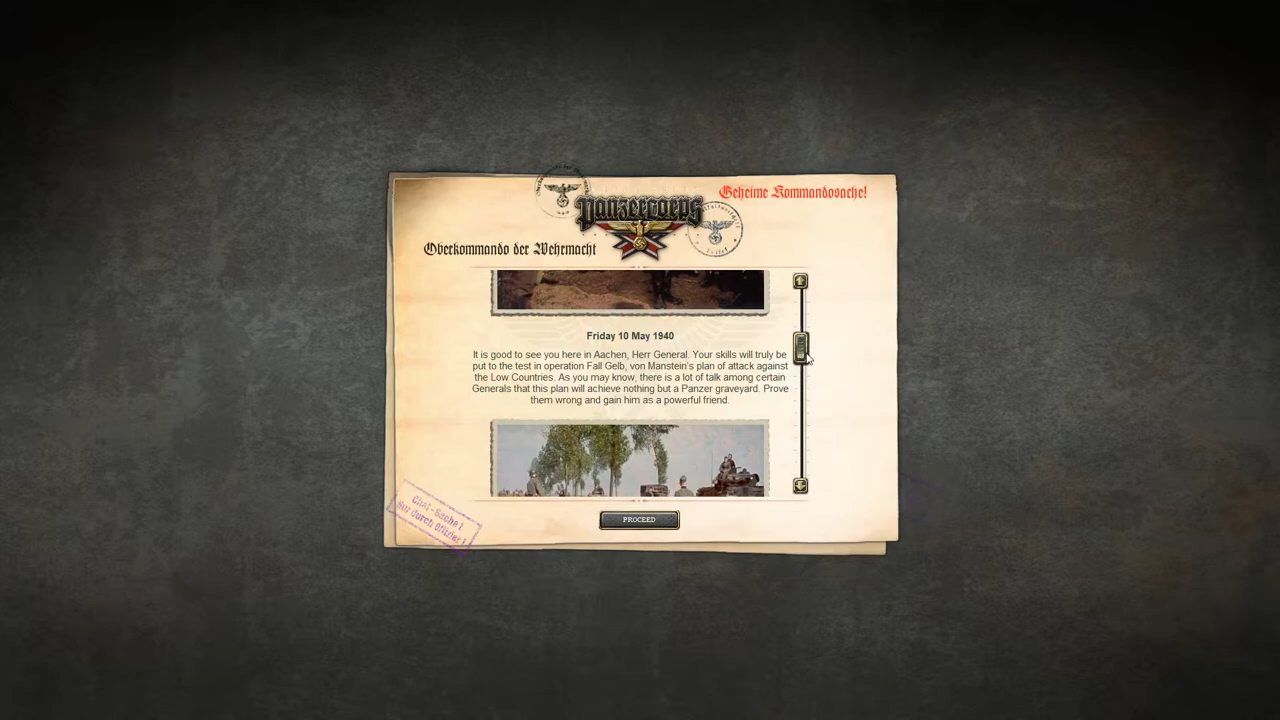 Geheime Kommandosache!
Panzercorps
Oberkommando der Wehrmacht
Friday 10 May 1940
It is good to see you here in Aachen, Herr General. Your skills will truly be
put to the test in operation Fall Gelb, von Manstein's plan of attack against
the Low Countries. As you may know, there is a lot of talk among certain
Generals that this plan will achieve nothing but a Panzer graveyard. Prove
them wrong and gain him as a powerful friend.
Chef-Sache!
Nur durch Offizier!
PROCEED